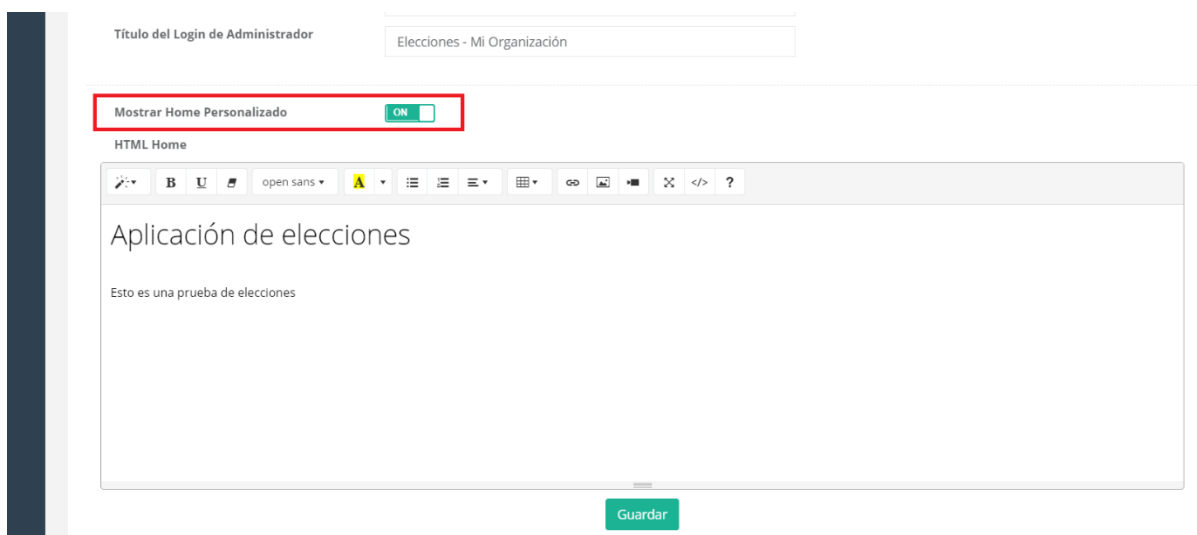 Título del Login de Administrador
Elecciones - Mi Organización
Mostrar Home Personalizado ON
HTML Home
B U open sans A </> ?
Aplicación de elecciones
Esto es una prueba de elecciones
Guardar